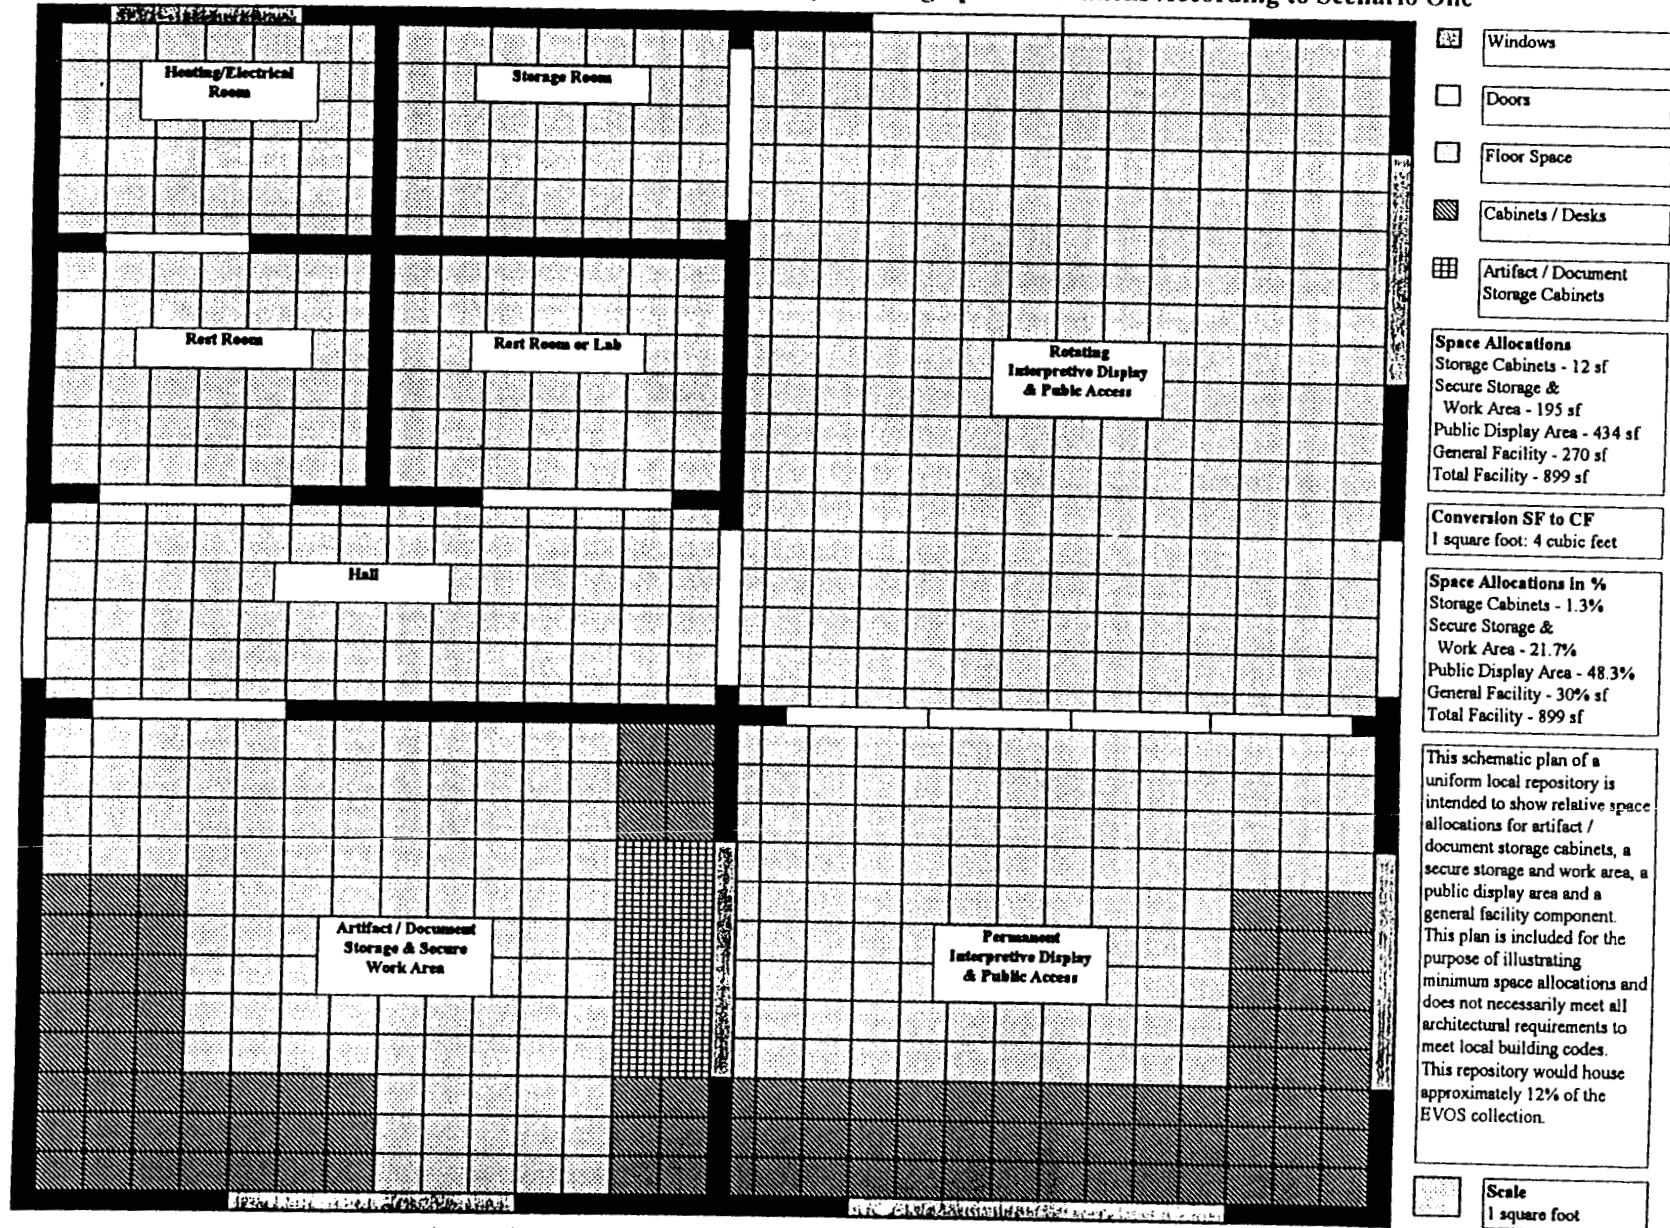 According to Scenario One
Heating/Electrical
Room
Storage Room
Rest Room
Rest Room or Lab
Rotating
Interpretive Display
& Public Access
Hall
Artifact / Document
Storage & Secure
Work Area
Permanent
Interpretive Display
& Public Access
Windows
Doors
Floor Space
Cabinets / Desks
Artifact / Document
Storage Cabinets
Space Allocations
Storage Cabinets - 12 sf
Secure Storage &
Work Area - 195 sf
Public Display Area - 434 sf
General Facility - 270 sf
Total Facility - 899 sf
Conversion SF to CF
1 square foot: 4 cubic feet
Space Allocations in %
Storage Cabinets - 1.3%
Secure Storage &
Work Area - 21.7%
Public Display Area - 48.3%
General Facility - 30% sf
Total Facility - 899 sf
This schematic plan of a
uniform local repository is
intended to show relative space
allocations for artifact /
document storage cabinets, a
secure storage and work area, a
public display area and a
general facility component.
This plan is included for the
purpose of illustrating
minimum space allocations and
does not necessarily meet all
architectural requirements to
meet local building codes.
This repository would house
approximately 12% of the
EVOS collection.
Scale
1 square foot